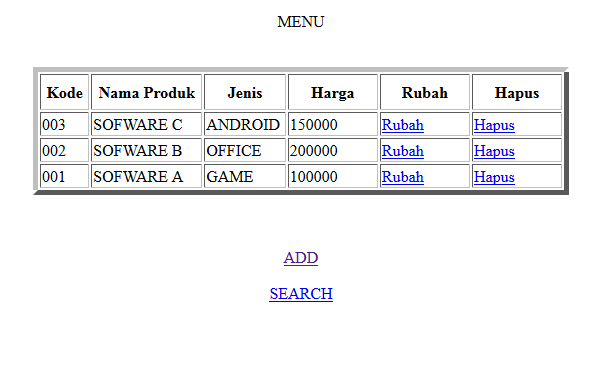 MENU
Kode Nama Produk Jenis Harga Rubah Hapus
003 SOFWARE C ANDROID 150000 Rubah Hapus
002 SOFWARE B OFFICE 200000 Rubah Hapus
001 SOFWARE A GAME 100000 Rubah Hapus
ADD
SEARCH